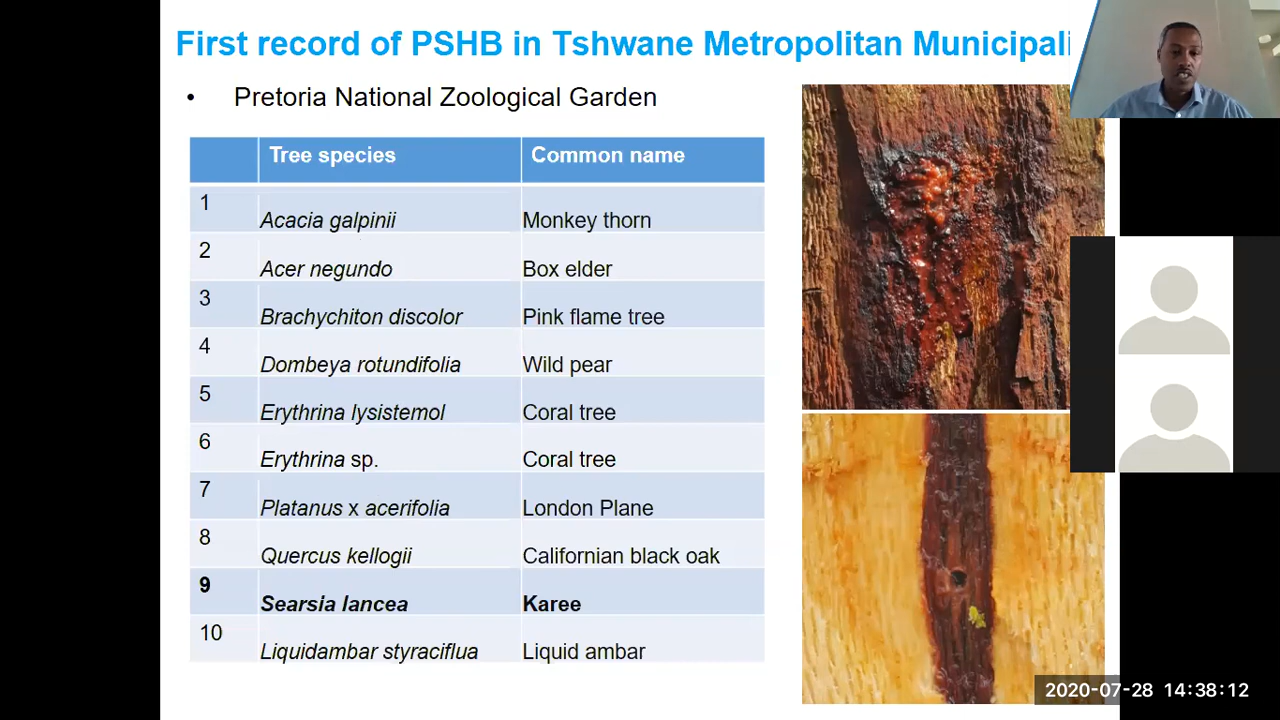 First record of PSHB in Tshwane Metropolitan Municipali
• Pretoria National Zoological Garden
Tree species Common name
1 Acacia galpinii Monkey thorn
2 Acer negundo Box elder
3 Brachychiton discolor Pink flame tree
4 Dombeya rotundifolia Wild pear
5 Erythrina lysistemol Coral tree
6 Erythrina sp. Coral tree
7 Platanus x acerifolia London Plane
8 Quercus kellogii Californian black oak
9 Searsia lancea Karee
10 Liquidambar styraciflua Liquid ambar
2020-07-28 14:38:12